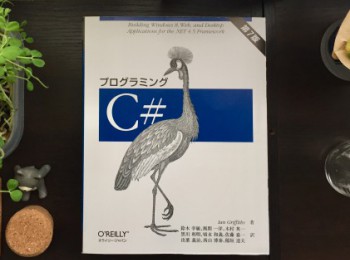 Building Windows 8, Web, and Desktop
Applications for the .NET 4.5 Framework
第7版
プログラミング
C#
Ian Griffiths 著
O'REILLY
オライリー・ジャパン